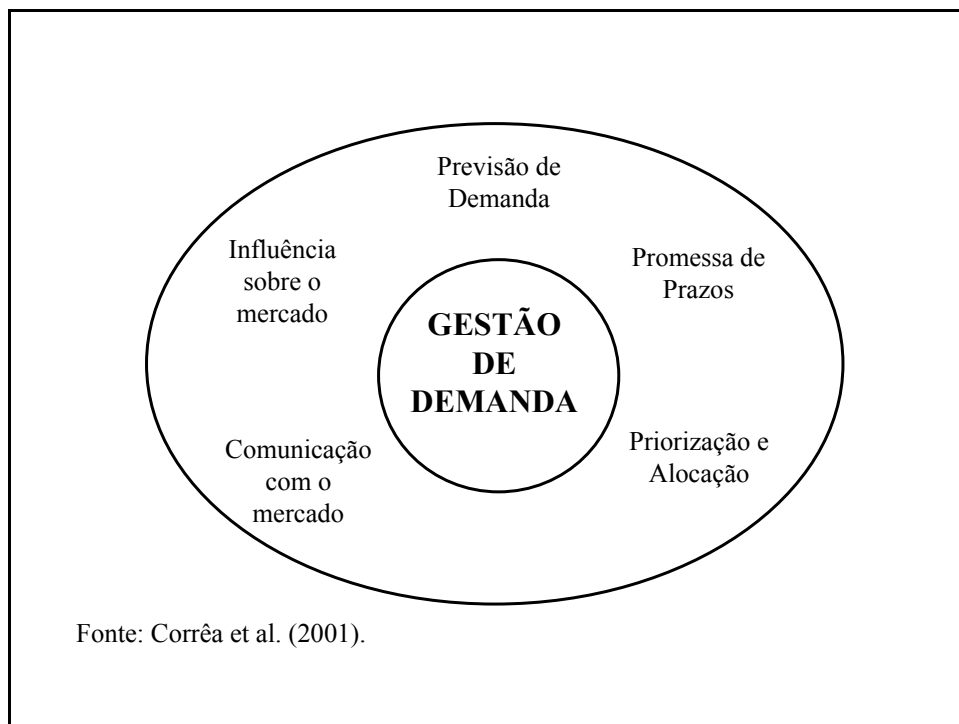 Previsão de
Demanda
Influência
sobre o
mercado
Promessa de
Prazos
GESTÃO
DE
DEMANDA
Comunicação
com o
mercado
Priorização e
Alocação
Fonte: Corrêa et al. (2001).